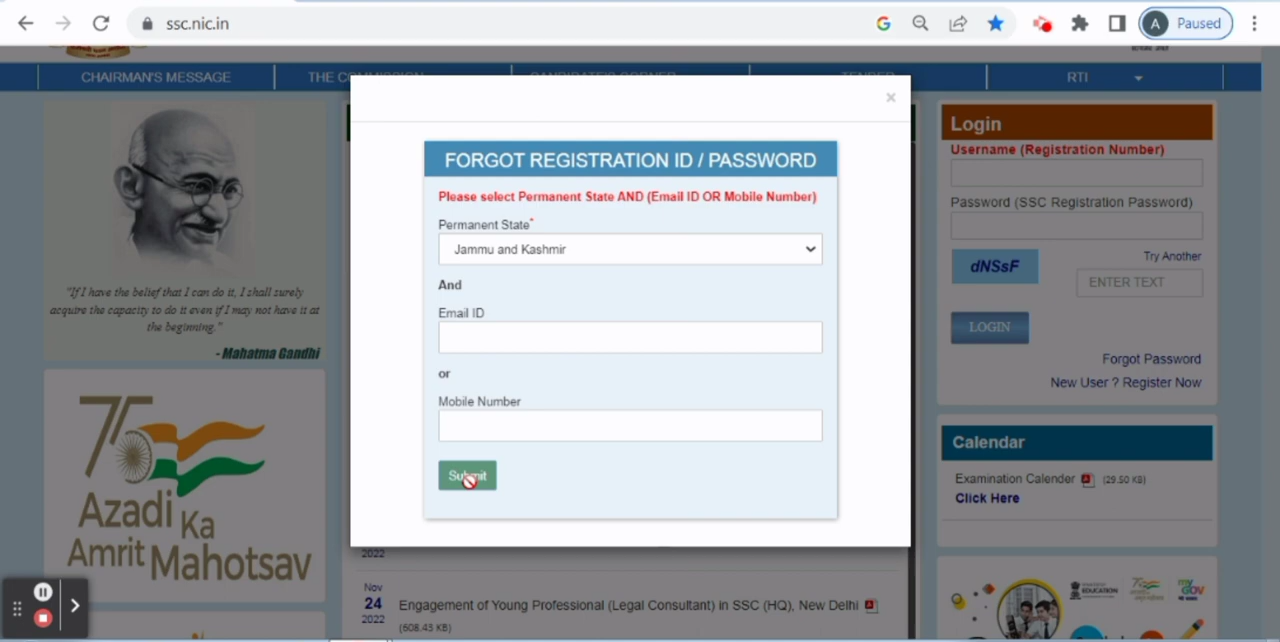 ssc.nic.in
A Paused
CHAIRMAN'S MESSAGE
RTI
×
FORGOT REGISTRATION ID / PASSWORD
Please select Permanent State AND (Email ID OR Mobile Number)
Permanent State*
Jammu and Kashmir
And
Email ID
or
Mobile Number
Submit
"If I have the belief that I can do it, I shall surely
acquire the capacity to do it even if I may not have it at
the beginning."
- Mahatma Gandhi
75
Azadi Ka
Amrit Mahotsav
2022
Nov
24
2022
Engagement of Young Professional (Legal Consultant) in SSC (HQ), New Delhi
(608.43 KB)
Login
Username (Registration Number)
Password (SSC Registration Password)
dNSsF
Try Another
ENTER TEXT
LOGIN
Forgot Password
New User ? Register Now
Calendar
Examination Calender (29.50 KB)
Click Here
my
GOV